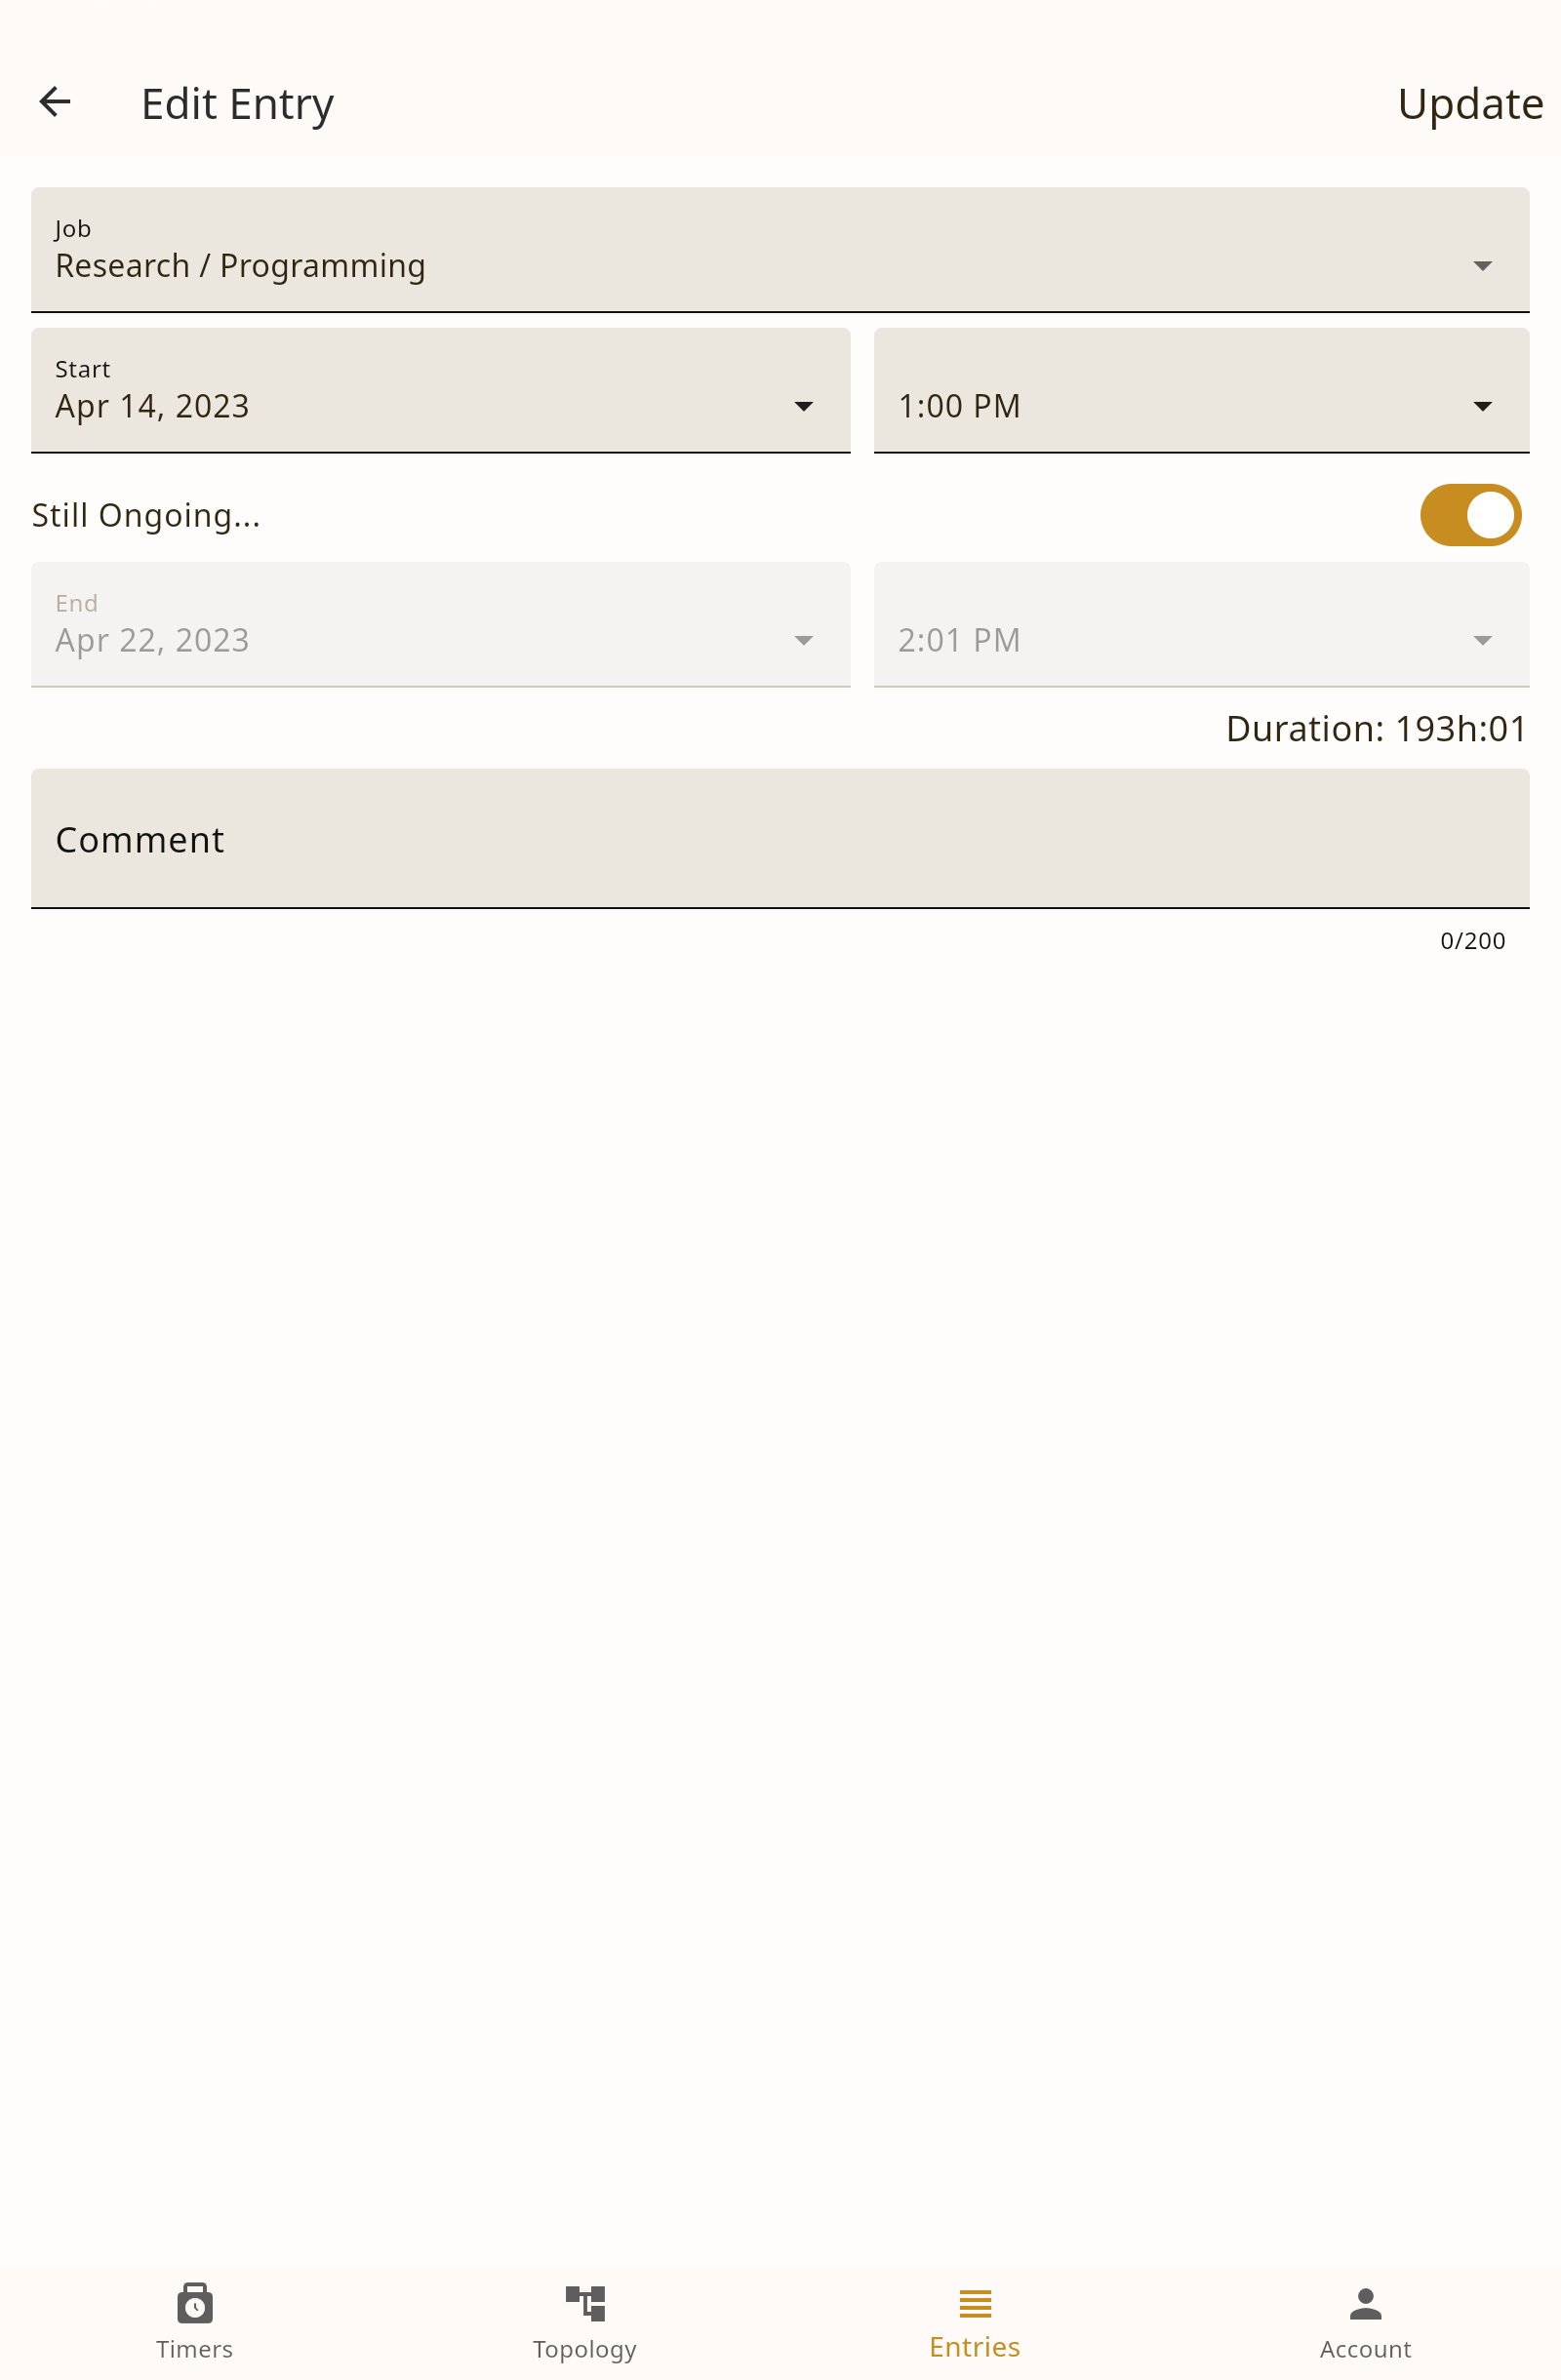 Edit Entry
Update
Job
Research / Programming
Start
Apr 14, 2023
1:00 PM
Still Ongoing...
End
Apr 22, 2023
2:01 PM
Duration: 193h:01
Comment
0/200
Timers
Topology
Entries
Account